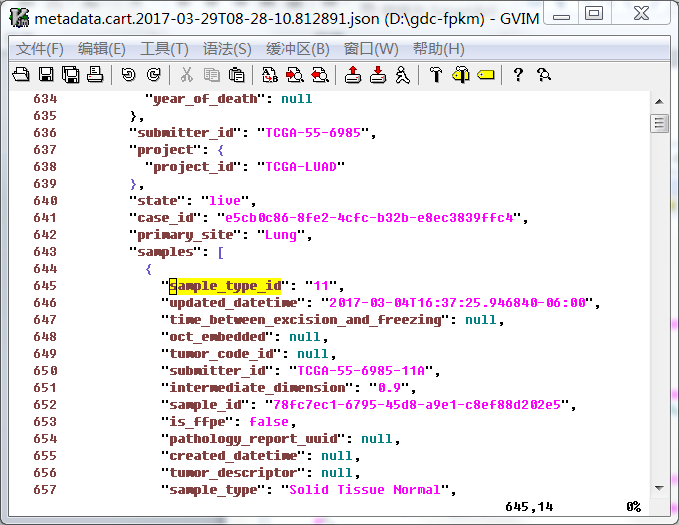 metadata.cart.2017-03-29T08-28-10.812891.json (D:\gdc-fpkm) - GVIM
文件(F) 编辑(E) 工具(T) 语法(S) 缓冲区(B) 窗口(W) 帮助(H)
634 "year_of_death": null
635 },
636 "submitter_id": "TCGA-55-6985",
637 "project": {
638 "project_id": "TCGA-LUAD"
639 },
640 "state": "live",
641 "case_id": "e5cb0c86-8fe2-4cfc-b32b-e8ec3839ffc4",
642 "primary_site": "Lung",
643 "samples": [
644 {
645 "sample_type_id": "11",
646 "updated_datetime": "2017-03-04T16:37:25.946840-06:00",
647 "time_between_excision_and_freezing": null,
648 "oct_embedded": null,
649 "tumor_code_id": null,
650 "submitter_id": "TCGA-55-6985-11A",
651 "intermediate_dimension": "0.9",
652 "sample_id": "78fc7ec1-6795-45d8-a9e1-c8ef88d202e5",
653 "is_ffpe": false,
654 "pathology_report_uuid": null,
655 "created_datetime": null,
656 "tumor_descriptor": null,
657 "sample_type": "Solid Tissue Normal",
645,14 0%